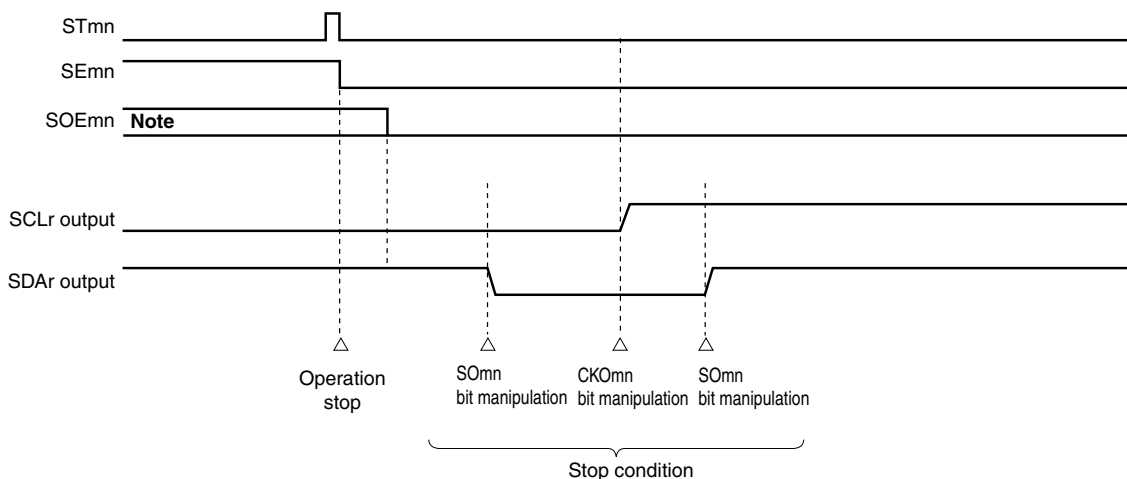 STmn
SEmn
SOEmn Note
SCLr output
SDAr output
Operation
stop
SOmn
bit manipulation
CKOmn
bit manipulation
SOmn
bit manipulation
Stop condition